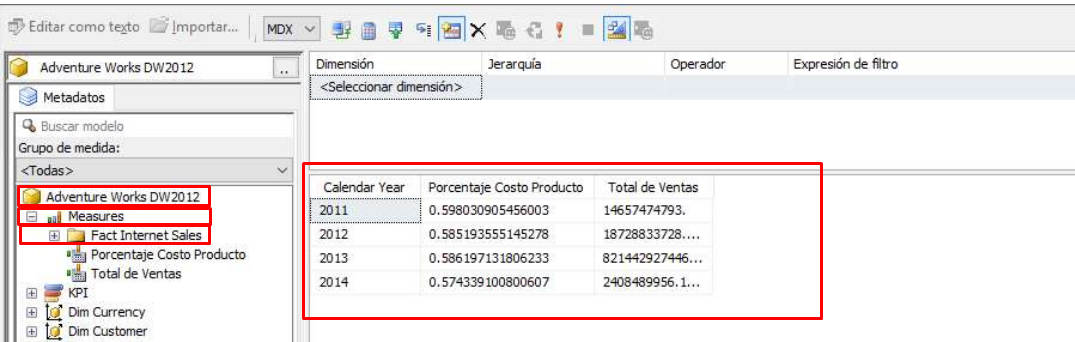 Editar como texto Importar... MDX
Adventure Works DW2012 ..
Metadatos
Buscar modelo
Grupo de medida:
<Todas>
Adventure Works DW2012
Measures
Fact Internet Sales
Porcentaje Costo Producto
Total de Ventas
KPI
Dim Currency
Dim Customer
Dimensión Jerarquía Operador Expresión de filtro
<Seleccionar dimensión>
Calendar Year Porcentaje Costo Producto Total de Ventas
2011 0.598030905456003 14657474793.
2012 0.585193555145278 18728833728....
2013 0.586197131806233 821442927446...
2014 0.574339100800607 2408489956.1...